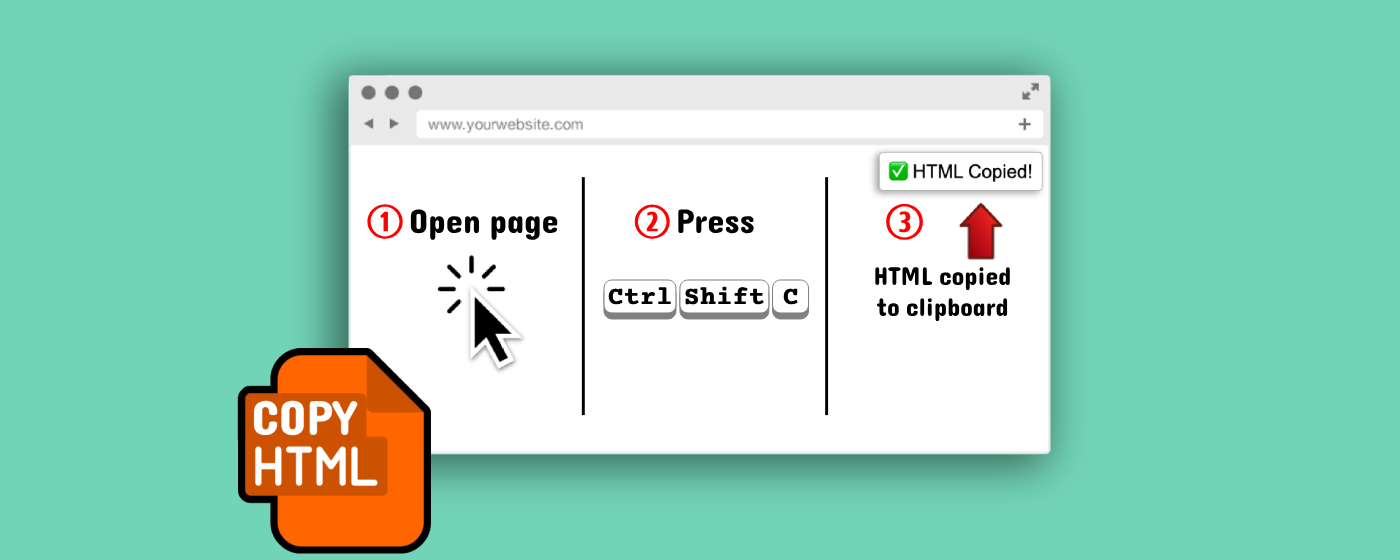 www.yourwebsite.com
✅ HTML Copied!
1 Open page
2 Press
Ctrl Shift C
3
HTML copied
to clipboard
COPY
HTML